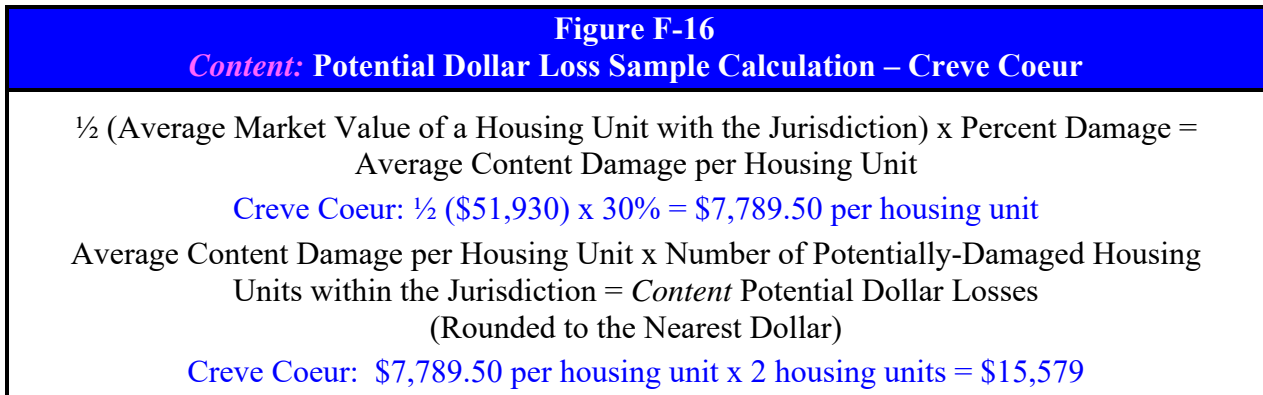 Figure F-16
Content: Potential Dollar Loss Sample Calculation – Creve Coeur
½ (Average Market Value of a Housing Unit with the Jurisdiction) x Percent Damage =
Average Content Damage per Housing Unit
Creve Coeur: ½ ($51,930) x 30% = $7,789.50 per housing unit
Average Content Damage per Housing Unit x Number of Potentially-Damaged Housing
Units within the Jurisdiction = Content Potential Dollar Losses
(Rounded to the Nearest Dollar)
Creve Coeur: $7,789.50 per housing unit x 2 housing units = $15,579